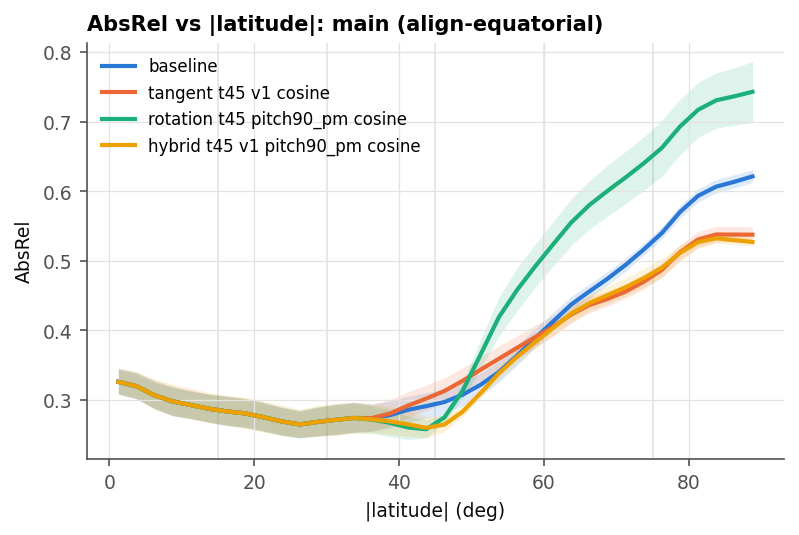 AbsRel vs |latitude|: main (align-equatorial)
0.8
0.7
0.6
0.5
0.4
0.3
AbsRel
baseline
tangent t45 v1 cosine
rotation t45 pitch90_pm cosine
hybrid t45 v1 pitch90_pm cosine
0 20 40 60 80
|latitude| (deg)